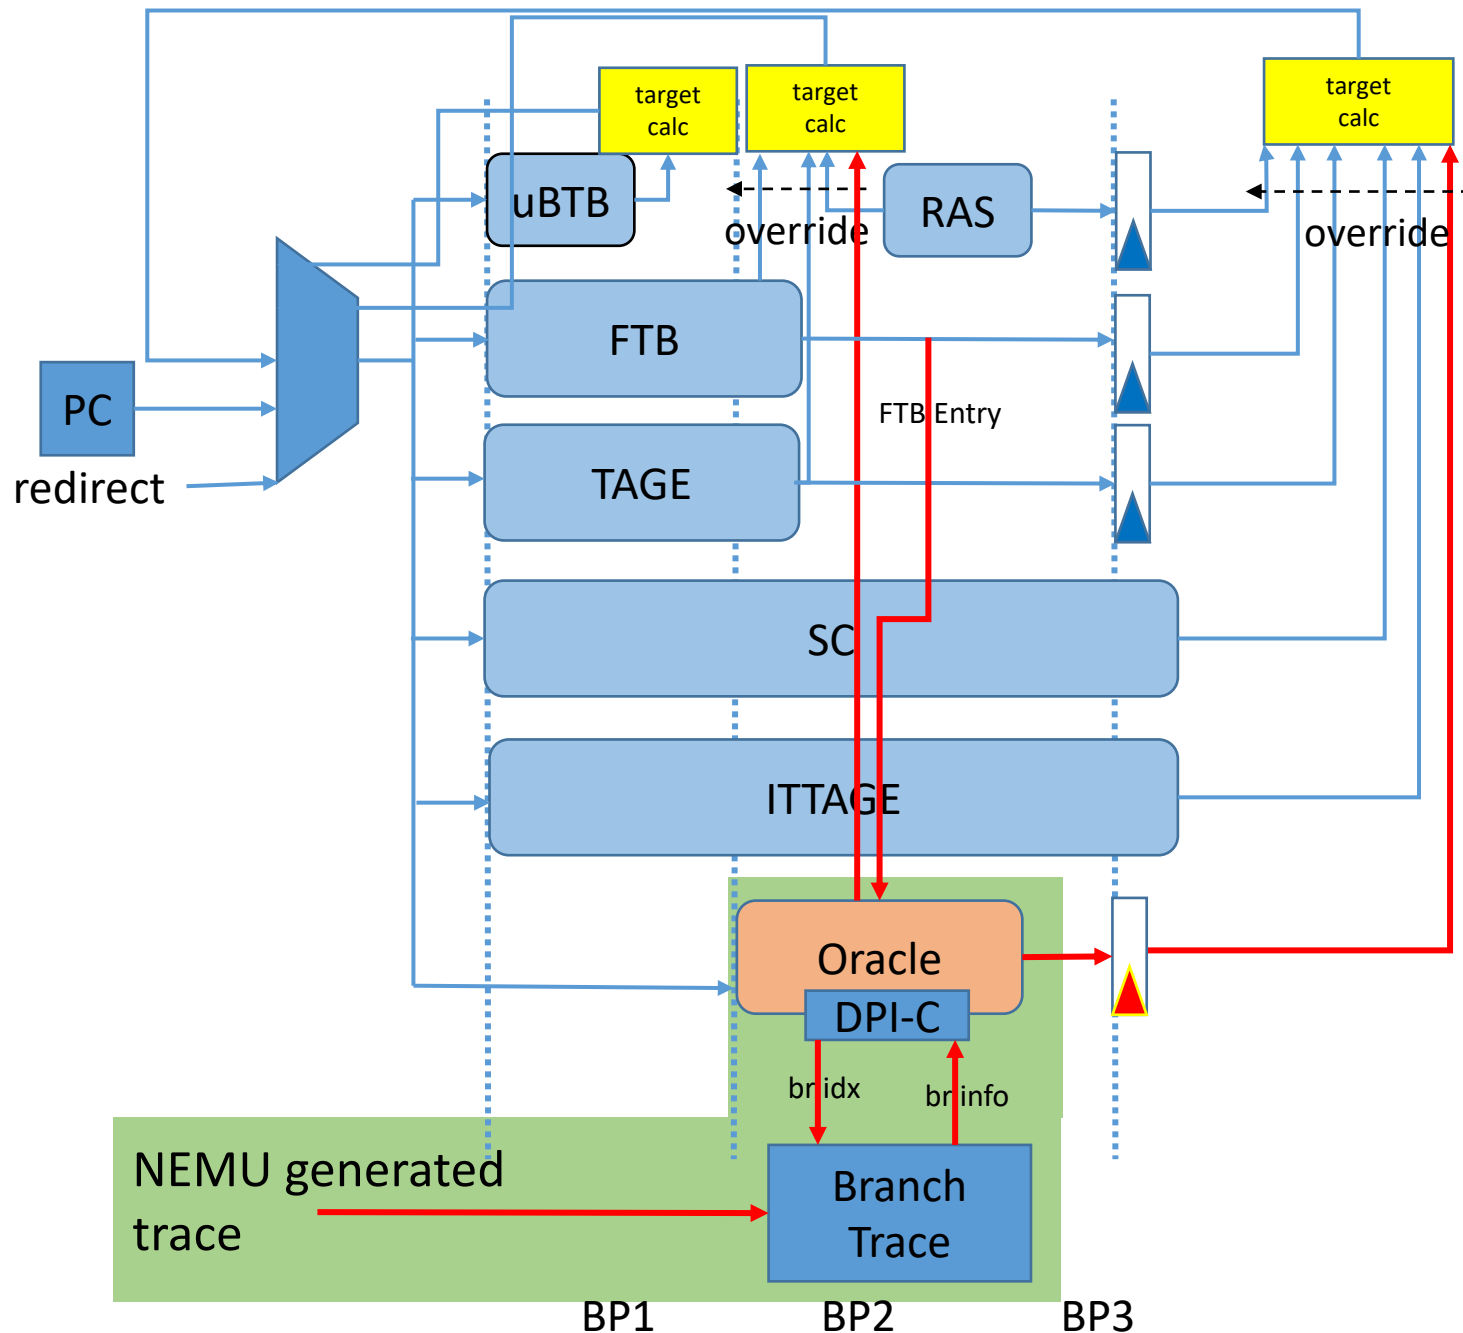 target
calc
target
calc
target
calc
uBTB
RAS
override
override
FTB
PC
FTB Entry
redirect
TAGE
SC
ITTAGE
Oracle
DPI-C
br idx
br info
NEMU generated
trace
Branch
Trace
BP1
BP2
BP3